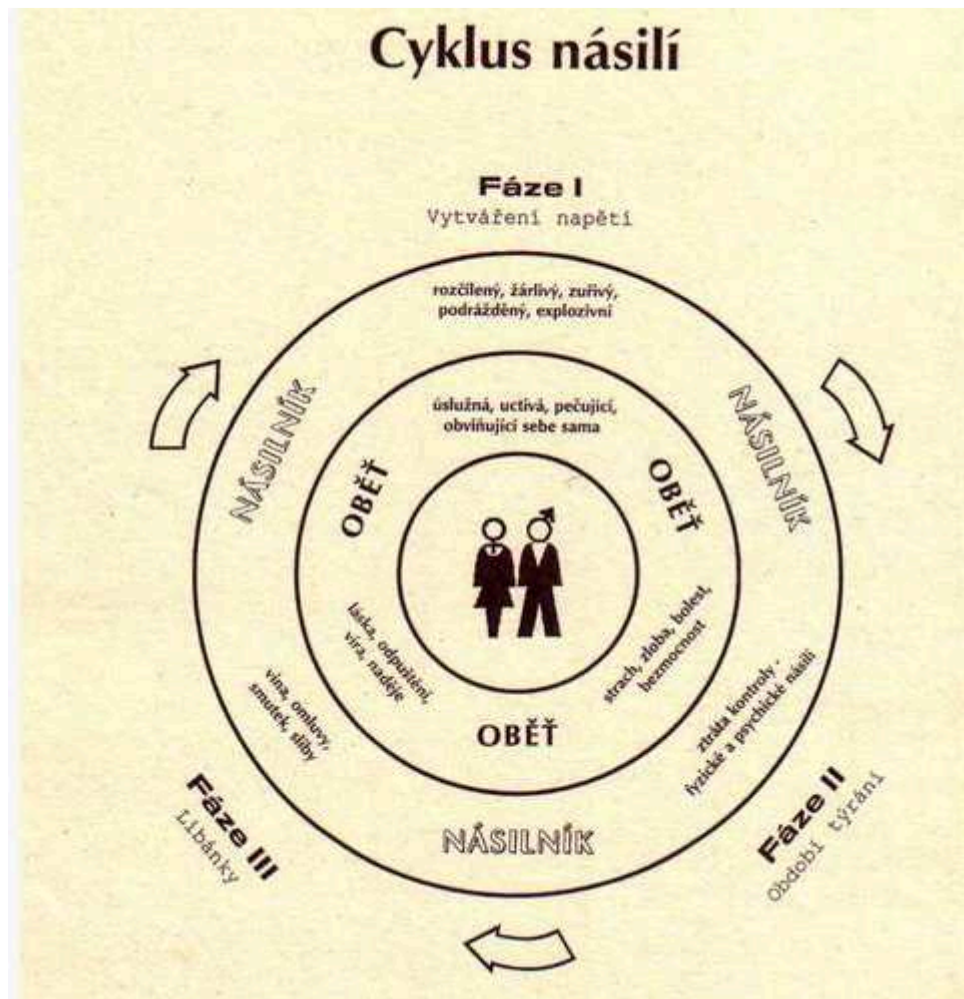 Cyklus násilí
Fáze I
Vytváření napětí
rozčílený, žárlivý, zuřivý,
podrážděný, explozivní
NÁSILNÍK
NÁSILNÍK
úslužná, uctivá, pečující,
obviňující sebe sama
OBĚŤ
OBĚŤ
láska, odpuštění,
víra, naděje
strach, zloba, bolest,
bezmocnost
vina, omluvy,
smutek, sliby
ztráta kontroly -
fyzické a psychické násilí
OBĚŤ
NÁSILNÍK
Fáze III
Líbánky
Fáze II
Období týrání